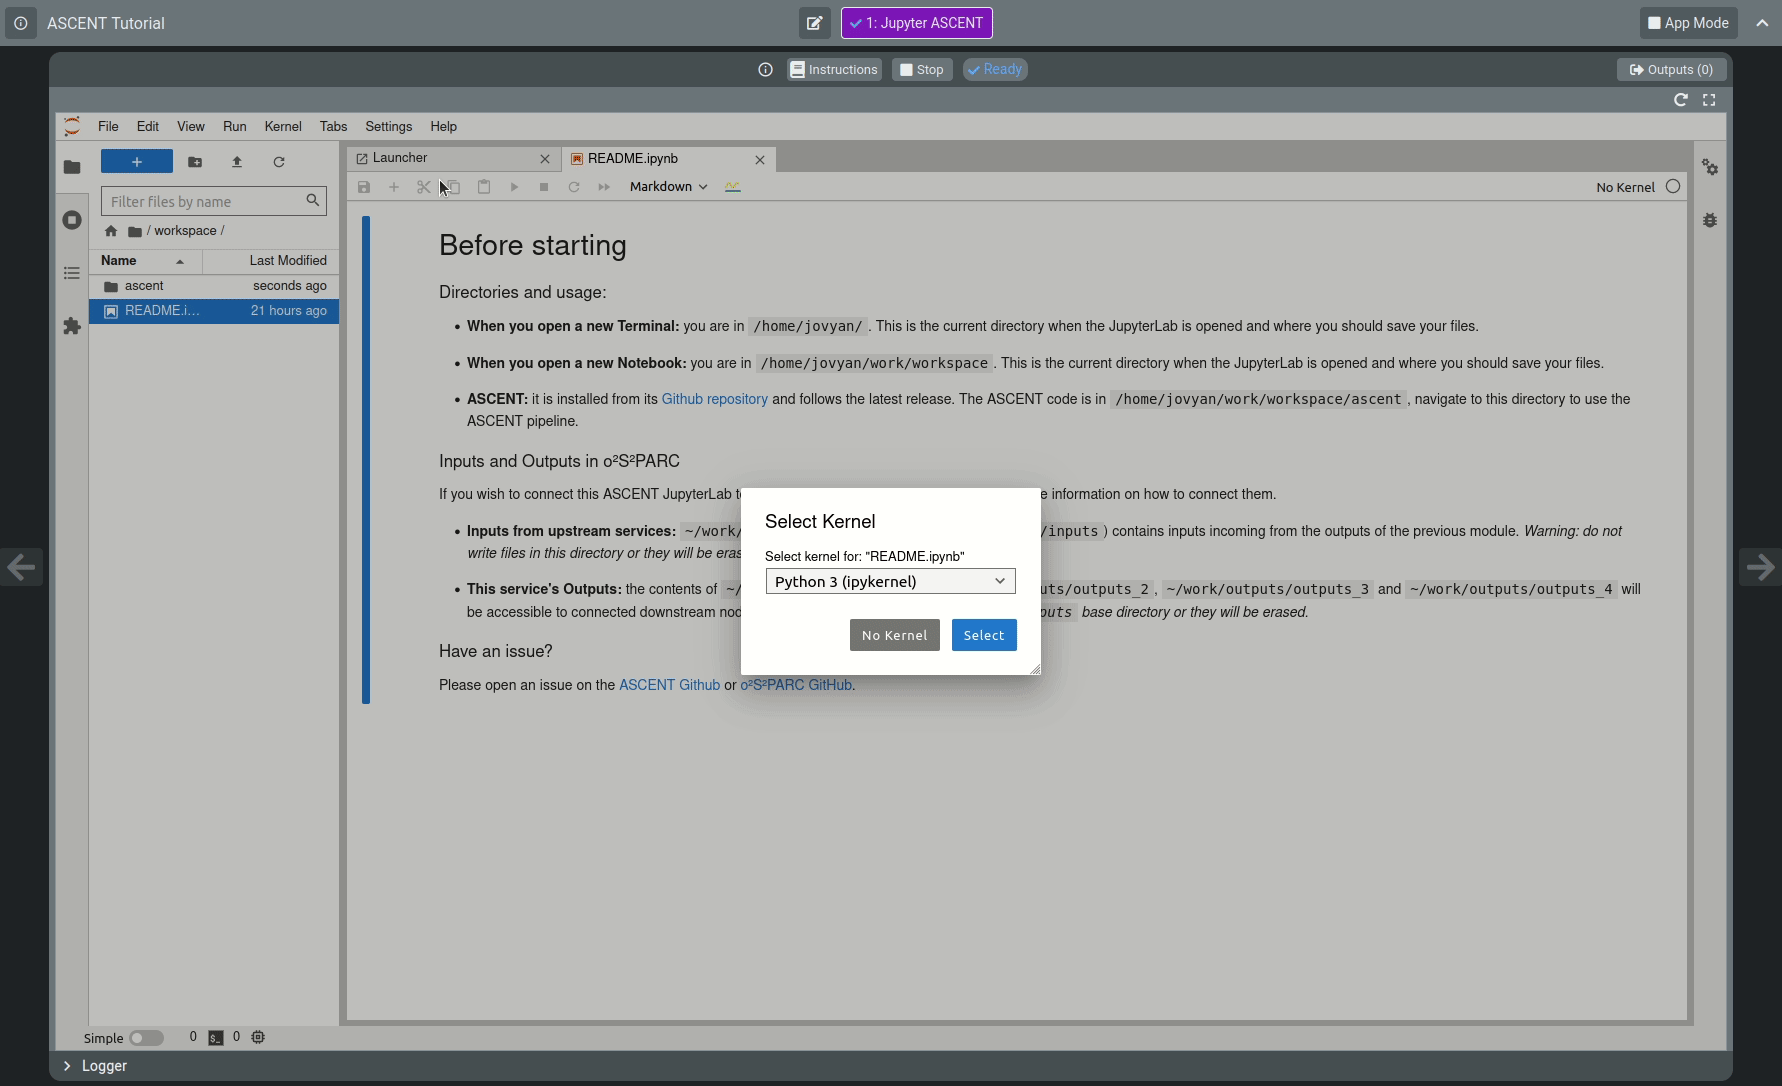 ASCENT Tutorial
1: Jupyter ASCENT
App Mode
Instructions
Stop
Ready
Outputs (0)
File Edit View Run Kernel Tabs Settings Help
Launcher
README.ipynb
Filter files by name
Markdown
No Kernel
/ workspace /
Name
Last Modified
ascent
seconds ago
README.i…
21 hours ago
Before starting
Directories and usage:
• When you open a new Terminal: you are in /home/jovyan/ . This is the current directory when the JupyterLab is opened and where you should save your files.
• When you open a new Notebook: you are in /home/jovyan/work/workspace . This is the current directory when the JupyterLab is opened and where you should save your files.
• ASCENT: it is installed from its Github repository and follows the latest release. The ASCENT code is in /home/jovyan/work/workspace/ascent , navigate to this directory to use the
ASCENT pipeline.
Inputs and Outputs in o²S²PARC
If you wish to connect this ASCENT JupyterLab
information on how to connect them.
• Inputs from upstream services: ~/work/
/inputs ) contains inputs incoming from the outputs of the previous module. Warning: do not
write files in this directory or they will be
• This service's Outputs: the contents of ~/
/outputs_2 , ~/work/outputs/outputs_3 and ~/work/outputs/outputs_4 will
be accessible to connected downstream
base directory or they will be erased.
Have an issue?
Please open an issue on the ASCENT Github or o²S²PARC GitHub.
Select Kernel
Select kernel for: "README.ipynb"
Python 3 (ipykernel)
No Kernel
Select
Simple
0
$_
0
Logger